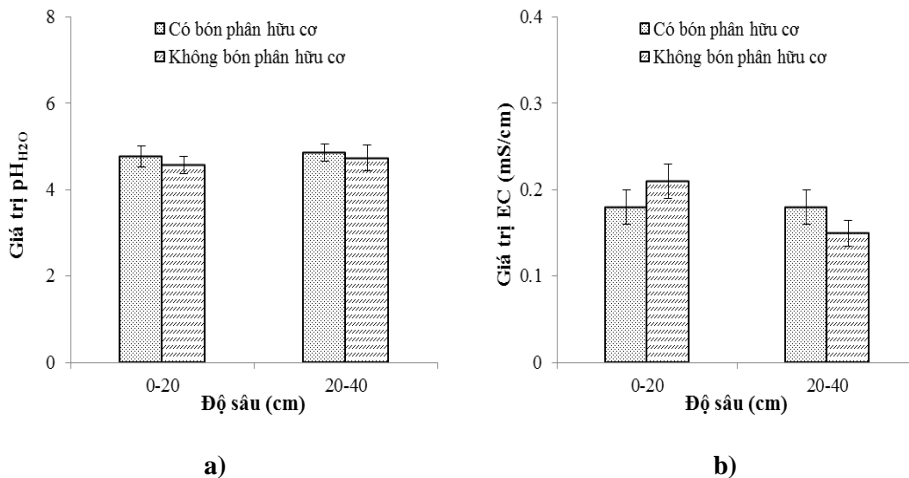 8
6
4
2
0
Giá trị pH_H2O
Có bón phân hữu cơ
Không bón phân hữu cơ
0-20
20-40
Độ sâu (cm)
a)
0.4
0.3
0.2
0.1
0
Giá trị EC (mS/cm)
Có bón phân hữu cơ
Không bón phân hữu cơ
0-20
20-40
Độ sâu (cm)
b)